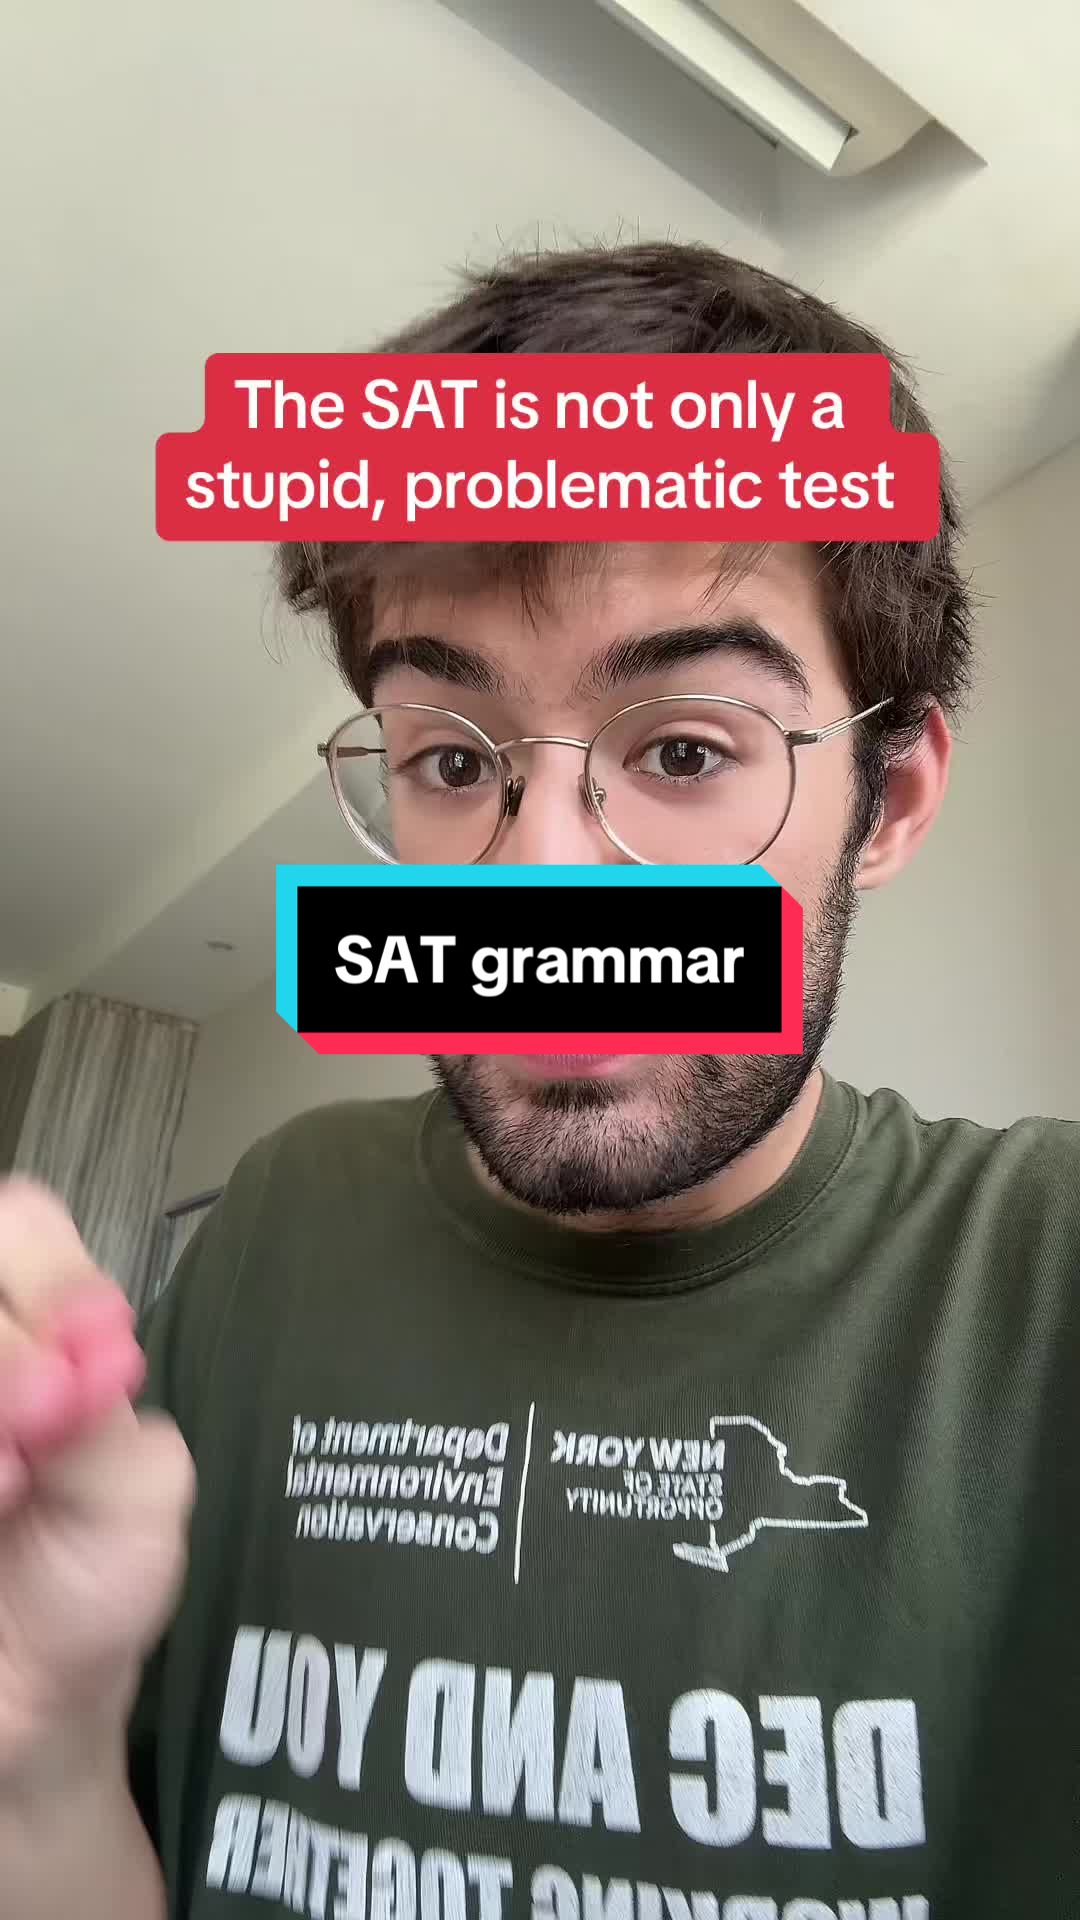 The SAT is not only a
stupid, problematic test
SAT grammar
Department of
Environmental
Conservation
NEW YORK
STATE OF
OPPORTUNITY
DEC AND YOU
WORKING TOGETHER